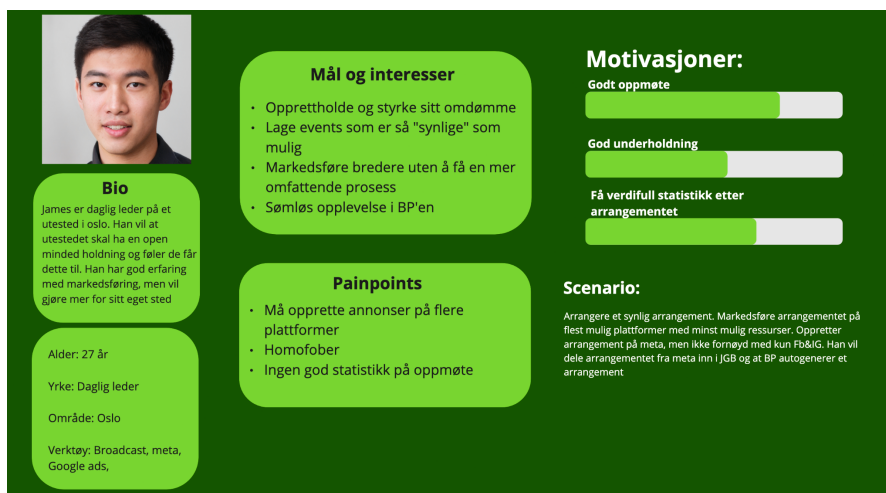 Bio
James er daglig leder på et
utested i oslo. Han vil at
utestedet skal ha en open
minded holdning og føler de får
dette til. Han har god erfaring
med markedsføring, men vil
gjøre mer for sitt eget sted
Alder: 27 år
Yrke: Daglig leder
Område: Oslo
Verktøy: Broadcast, meta,
Google ads,
Mål og interesser
• Opprettholde og styrke sitt omdømme
• Lage events som er så "synlige" som
mulig
• Markedsføre bredere uten å få en mer
omfattende prosess
• Sømløs opplevelse i BP'en
Painpoints
• Må opprette annonser på flere
plattformer
• Homofober
• Ingen god statistikk på oppmøte
Motivasjoner:
Godt oppmøte
God underholdning
Få verdifull statistikk etter
arrangementet
Scenario:
Arrangere et synlig arrangement. Markedsføre arrangementet på
flest mulig plattformer med minst mulig ressurser. Oppretter
arrangement på meta, men ikke fornøyd med kun Fb&IG. Han vil
dele arrangementet fra meta inn i JGB og at BP autogenerer et
arrangement